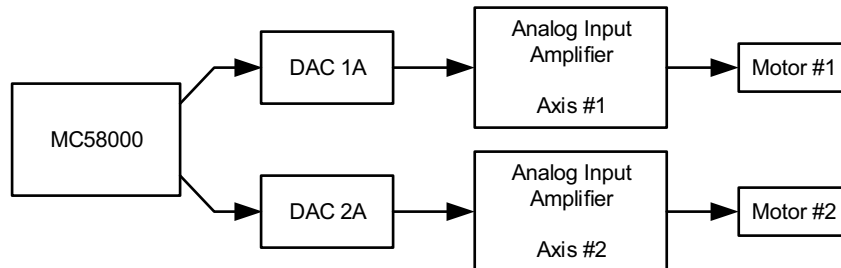 MC58000
DAC 1A
Analog Input
Amplifier
Axis #1
Motor #1
DAC 2A
Analog Input
Amplifier
Axis #2
Motor #2